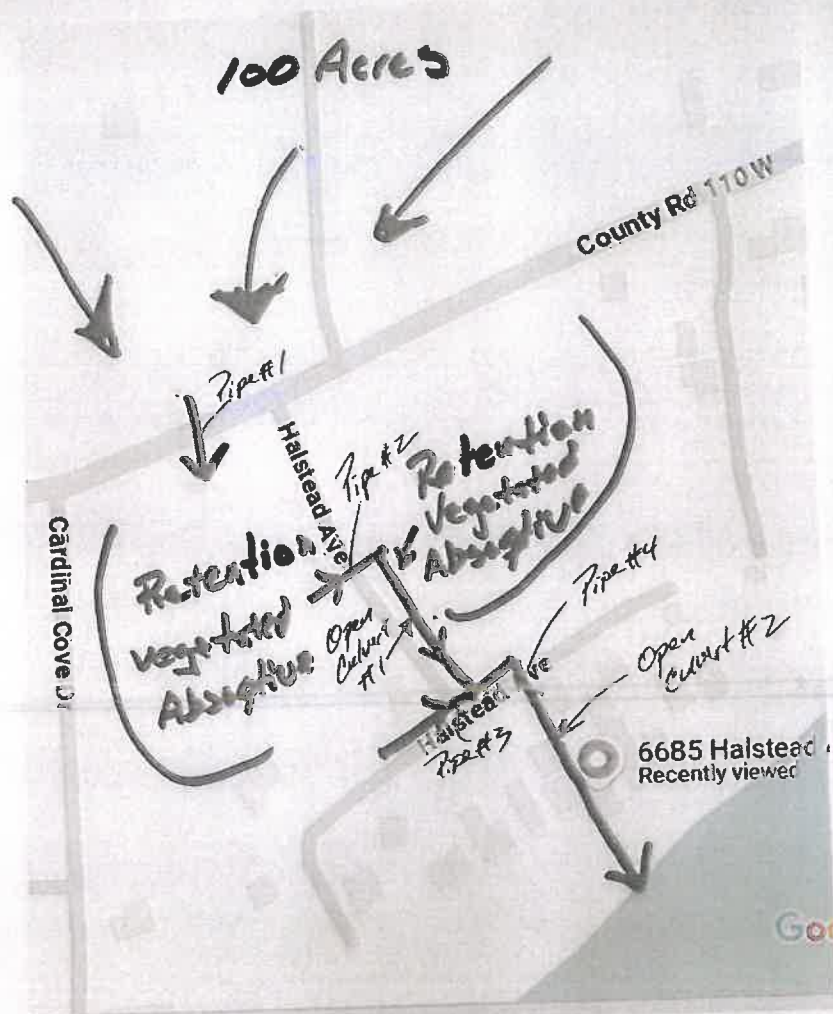 100 Acres
County Rd 110 W
Pipe #1
Halstead Ave
Pipe #2
Retention
Vegetated
Absorptive
Cardinal Cove Dr
Retention
vegetated
Absorptive
Open
Culvert
#1
Pipe #4
Open
Culvert #2
Halstead Ave
Pipe #3
6685 Halstead
Recently viewed
Goo